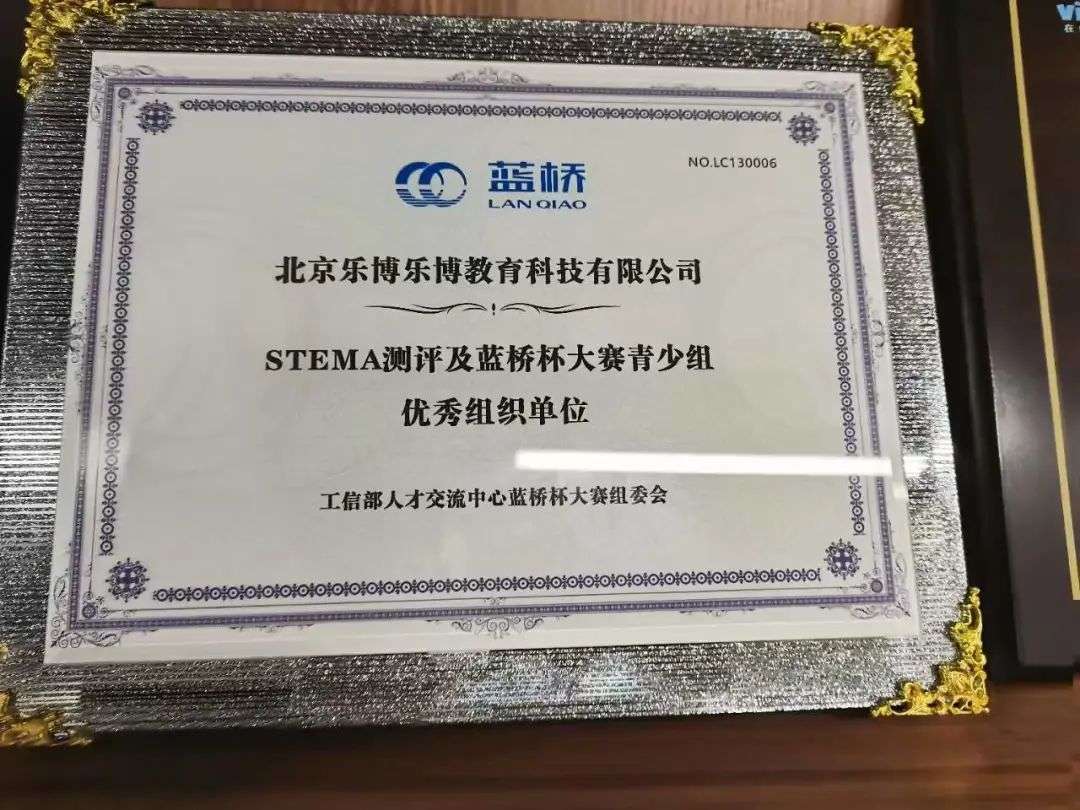 NO.LC130006
蓝桥
LAN QIAO
北京乐博乐博教育科技有限公司
STEMA测评及蓝桥杯大赛青少组
优秀组织单位
工信部人才交流中心蓝桥杯大赛组委会
Vi
在